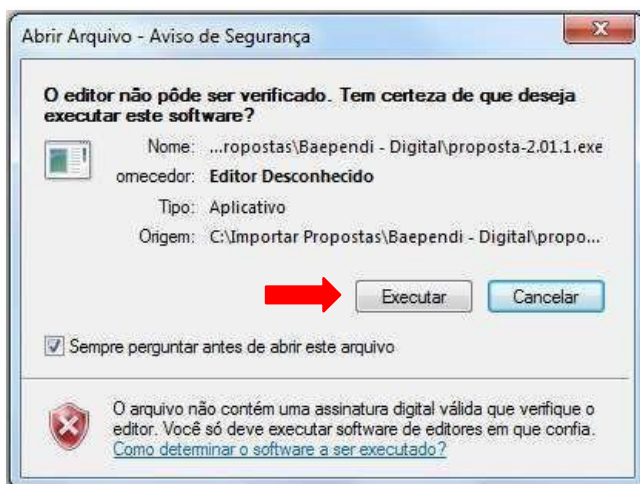 Abrir Arquivo - Aviso de Segurança
O editor não pôde ser verificado. Tem certeza de que deseja
executar este software?
Nome: ...ropostas\Baependi - Digital\proposta-2.01.1.exe
omecedor: Editor Desconhecido
Tipo: Aplicativo
Origem: C:\Importar Propostas\Baependi - Digital\propo...
Executar Cancelar
Sempre perguntar antes de abrir este arquivo
O arquivo não contém uma assinatura digital válida que verifique o
editor. Você só deve executar software de editores em que confia.
Como determinar o software a ser executado?